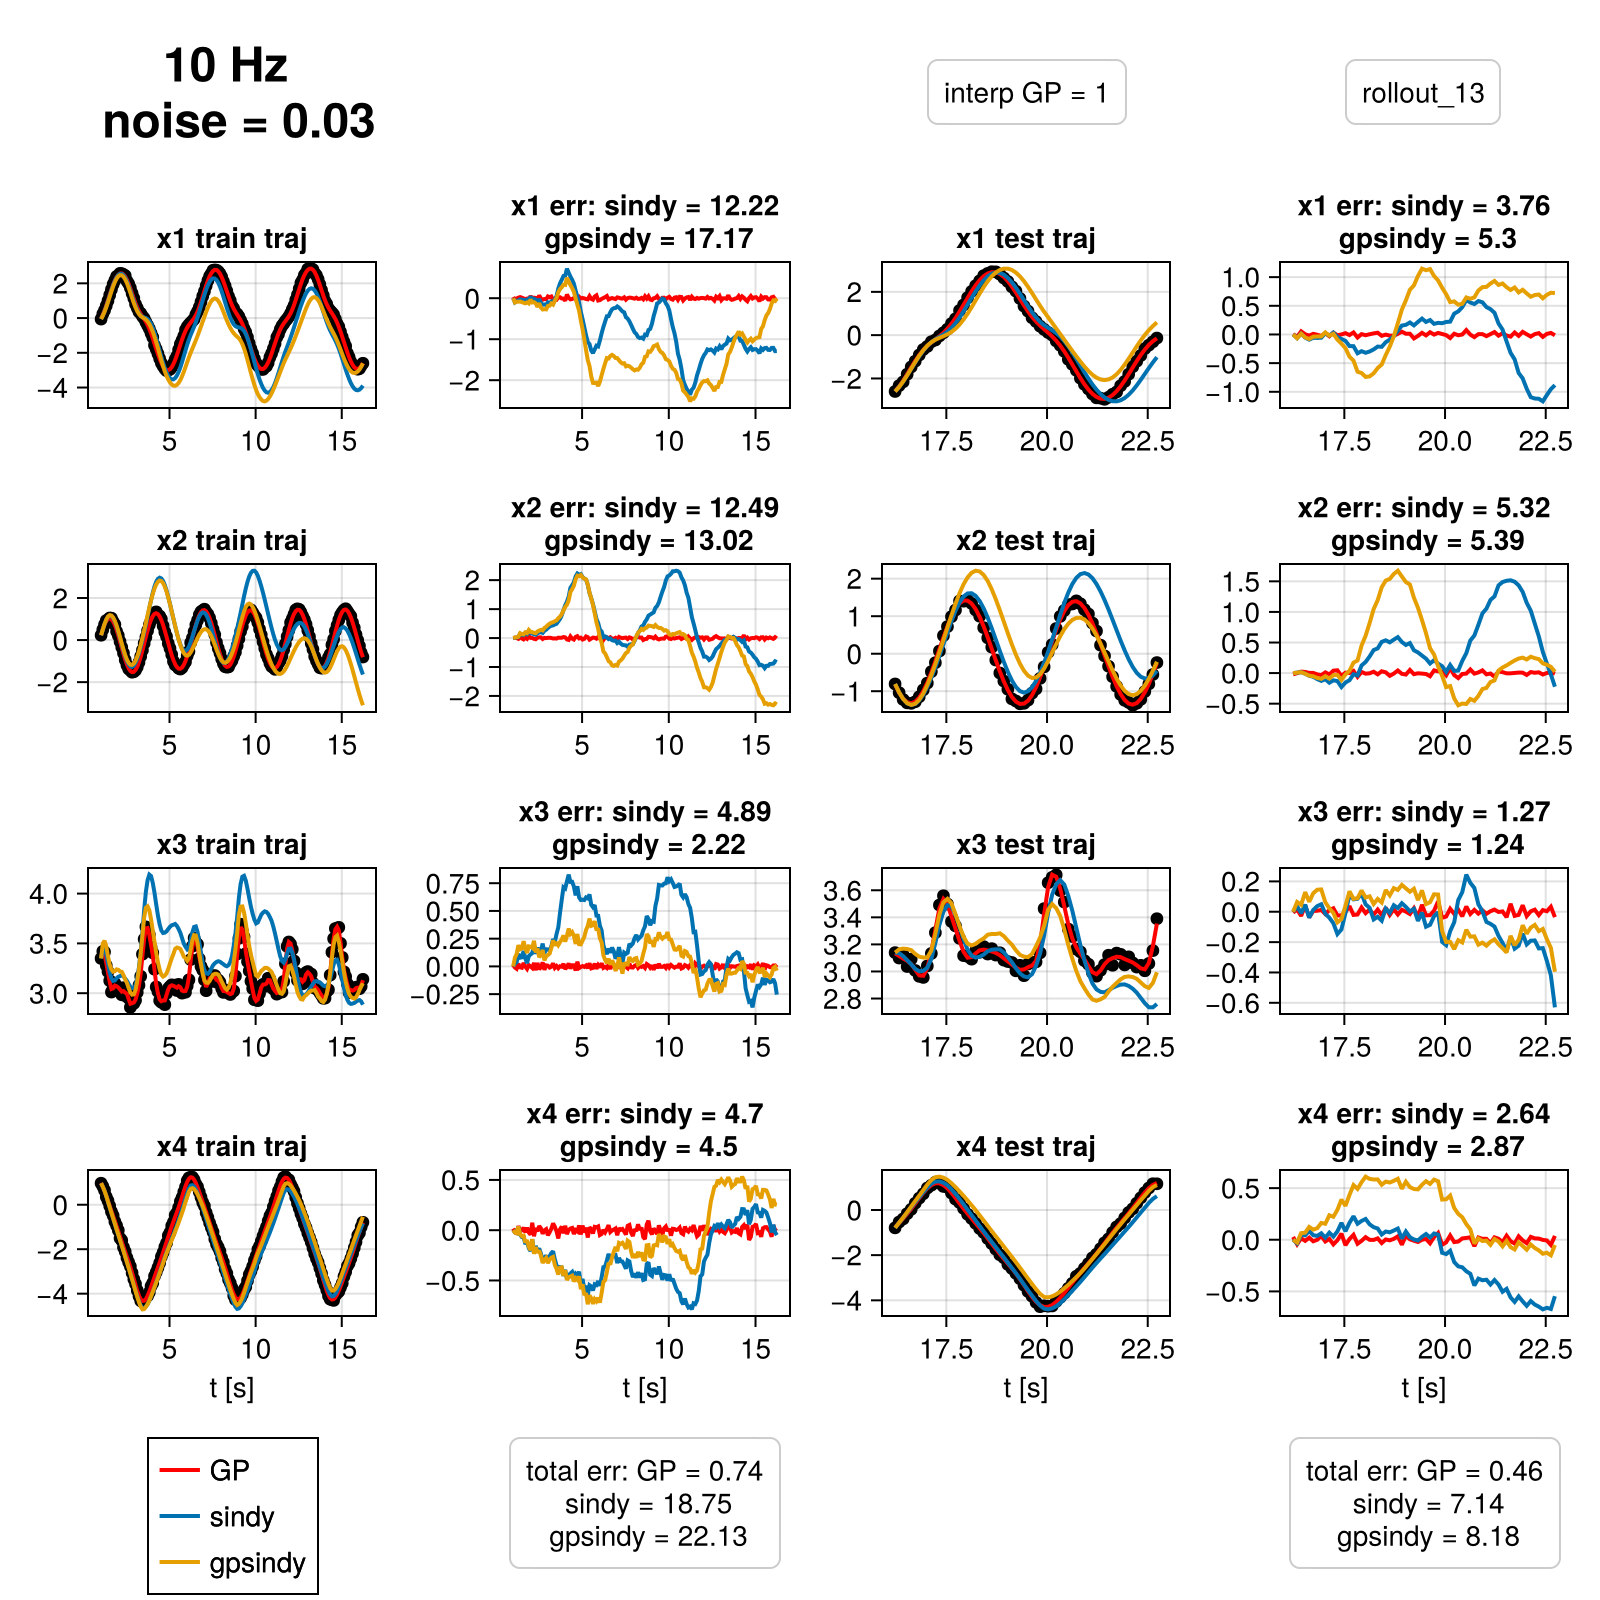 10 Hz
noise = 0.03
interp GP = 1
rollout_13
x1 train traj
2
0
−2
−4
5
10
15
x1 err: sindy = 12.22
gpsindy = 17.17
0
−1
−2
5
10
15
x1 test traj
2
0
−2
17.5
20.0
22.5
x1 err: sindy = 3.76
gpsindy = 5.3
1.0
0.5
0.0
−0.5
−1.0
17.5
20.0
22.5
x2 train traj
2
0
−2
5
10
15
x2 err: sindy = 12.49
gpsindy = 13.02
2
1
0
−1
−2
5
10
15
x2 test traj
2
1
0
−1
17.5
20.0
22.5
x2 err: sindy = 5.32
gpsindy = 5.39
1.5
1.0
0.5
0.0
−0.5
17.5
20.0
22.5
x3 train traj
4.0
3.5
3.0
5
10
15
x3 err: sindy = 4.89
gpsindy = 2.22
0.75
0.50
0.25
0.00
−0.25
5
10
15
x3 test traj
3.6
3.4
3.2
3.0
2.8
17.5
20.0
22.5
x3 err: sindy = 1.27
gpsindy = 1.24
0.2
0.0
−0.2
−0.4
−0.6
17.5
20.0
22.5
x4 train traj
0
−2
−4
5
10
15
t [s]
x4 err: sindy = 4.7
gpsindy = 4.5
0.5
0.0
−0.5
5
10
15
t [s]
x4 test traj
0
−2
−4
17.5
20.0
22.5
t [s]
x4 err: sindy = 2.64
gpsindy = 2.87
0.5
0.0
−0.5
17.5
20.0
22.5
t [s]
GP
sindy
gpsindy
total err: GP = 0.74
sindy = 18.75
gpsindy = 22.13
total err: GP = 0.46
sindy = 7.14
gpsindy = 8.18